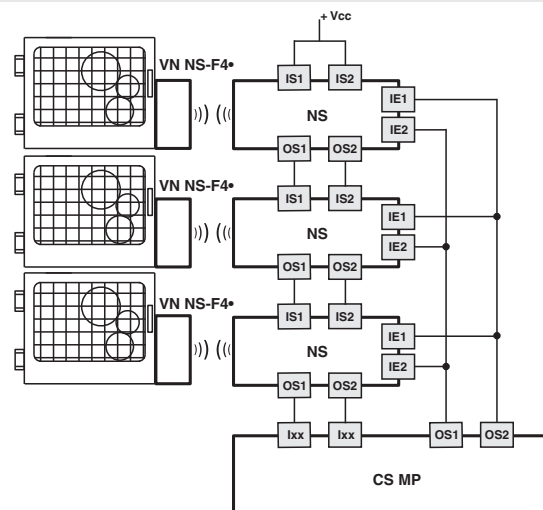 + Vcc
VN NS-F4•
IS1 IS2
IE1
NS
IE2
OS1 OS2
VN NS-F4•
IS1 IS2
IE1
NS
IE2
OS1 OS2
VN NS-F4•
IS1 IS2
IE1
NS
IE2
OS1 OS2
Ixx Ixx OS1 OS2
CS MP